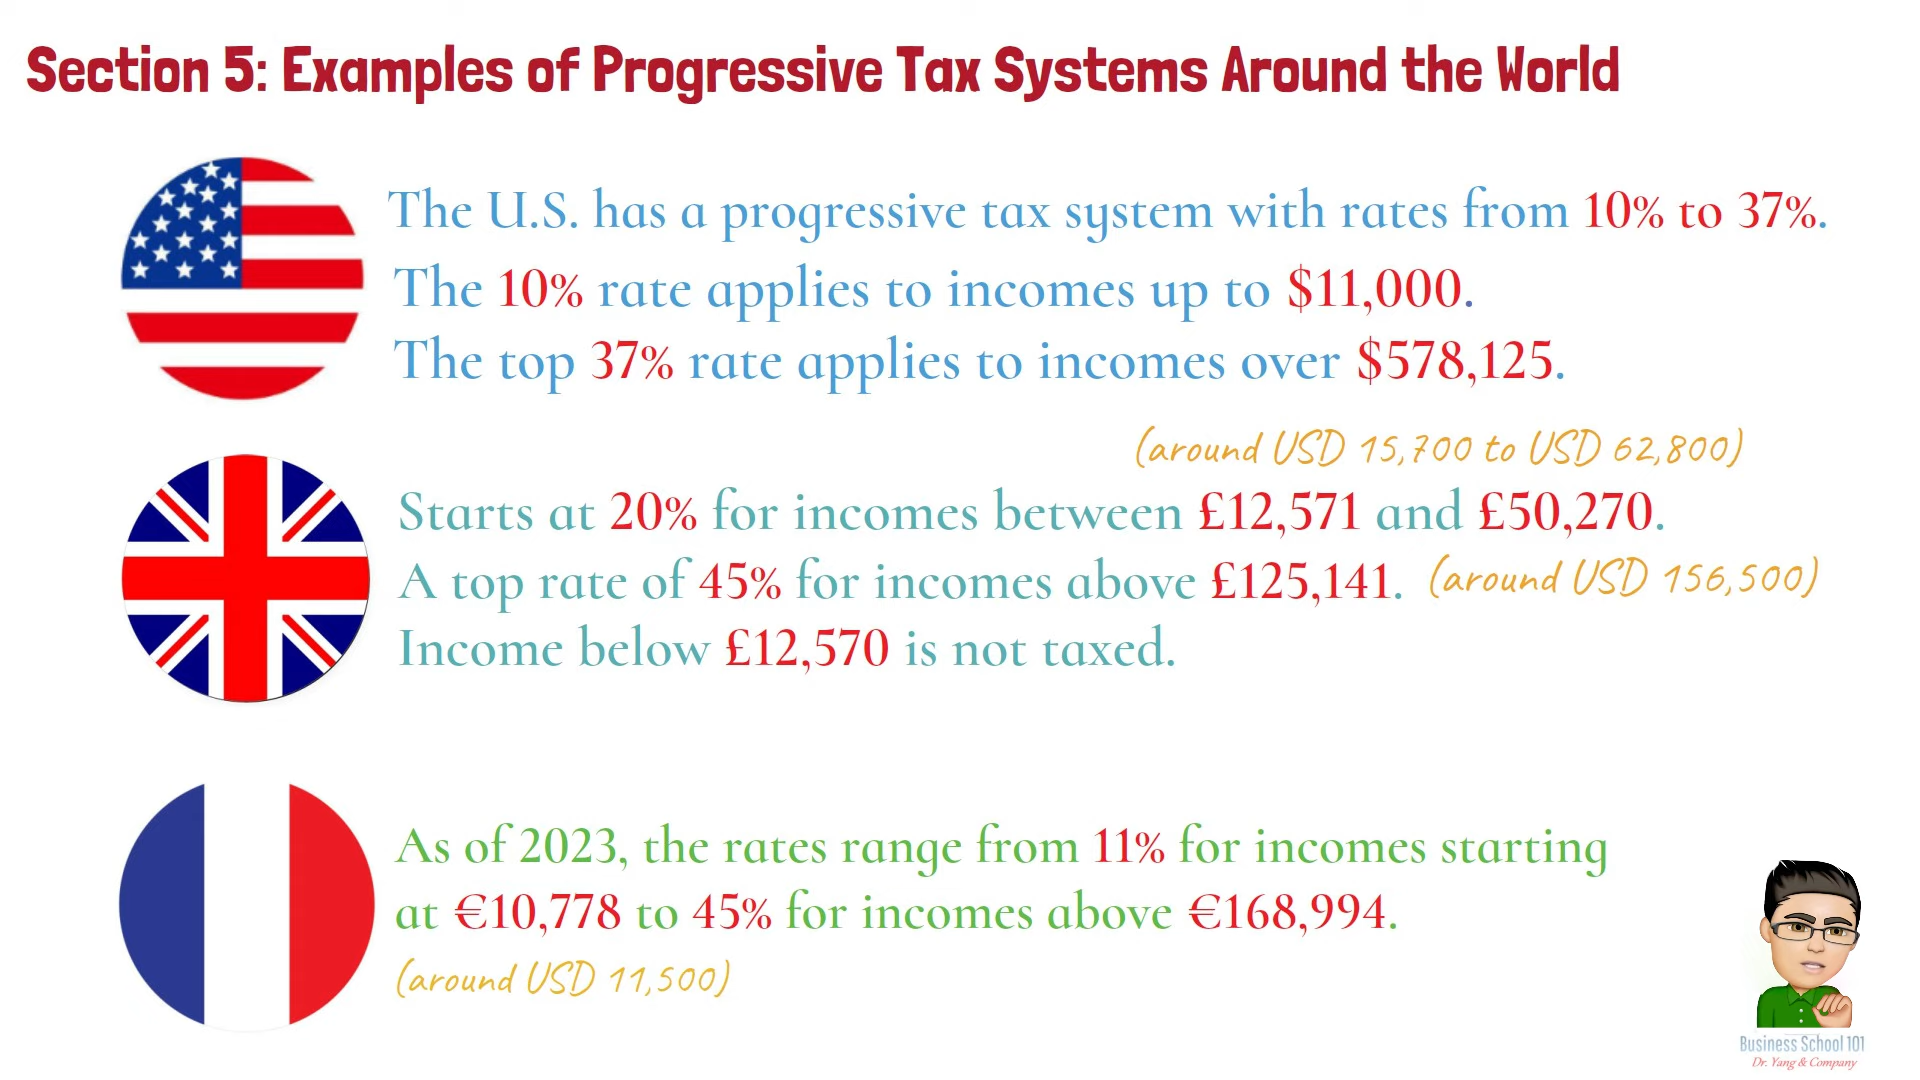 Section 5: Examples of Progressive Tax Systems Around the World
The U.S. has a progressive tax system with rates from 10% to 37%.
The 10% rate applies to incomes up to $11,000.
The top 37% rate applies to incomes over $578,125.
(around USD 15,700 to USD 62,800)
Starts at 20% for incomes between £12,571 and £50,270.
A top rate of 45% for incomes above £125,141. (around USD 156,500)
Income below £12,570 is not taxed.
As of 2023, the rates range from 11% for incomes starting
at €10,778 to 45% for incomes above €168,994.
(around USD 11,500)
Business School 101
Dr. Yang & Company